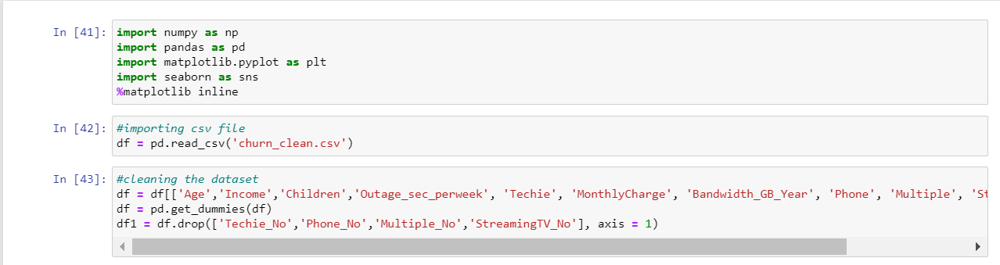 In [41]: import numpy as np
import pandas as pd
import matplotlib.pyplot as plt
import seaborn as sns
%matplotlib inline
In [42]: #importing csv file
df = pd.read_csv('churn_clean.csv')
In [43]: #cleaning the dataset
df = df[['Age','Income','Children','Outage_sec_perweek', 'Techie', 'MonthlyCharge', 'Bandwidth_GB_Year', 'Phone', 'Multiple', 'St
df = pd.get_dummies(df)
df1 = df.drop(['Techie_No','Phone_No','Multiple_No','StreamingTV_No'], axis = 1)